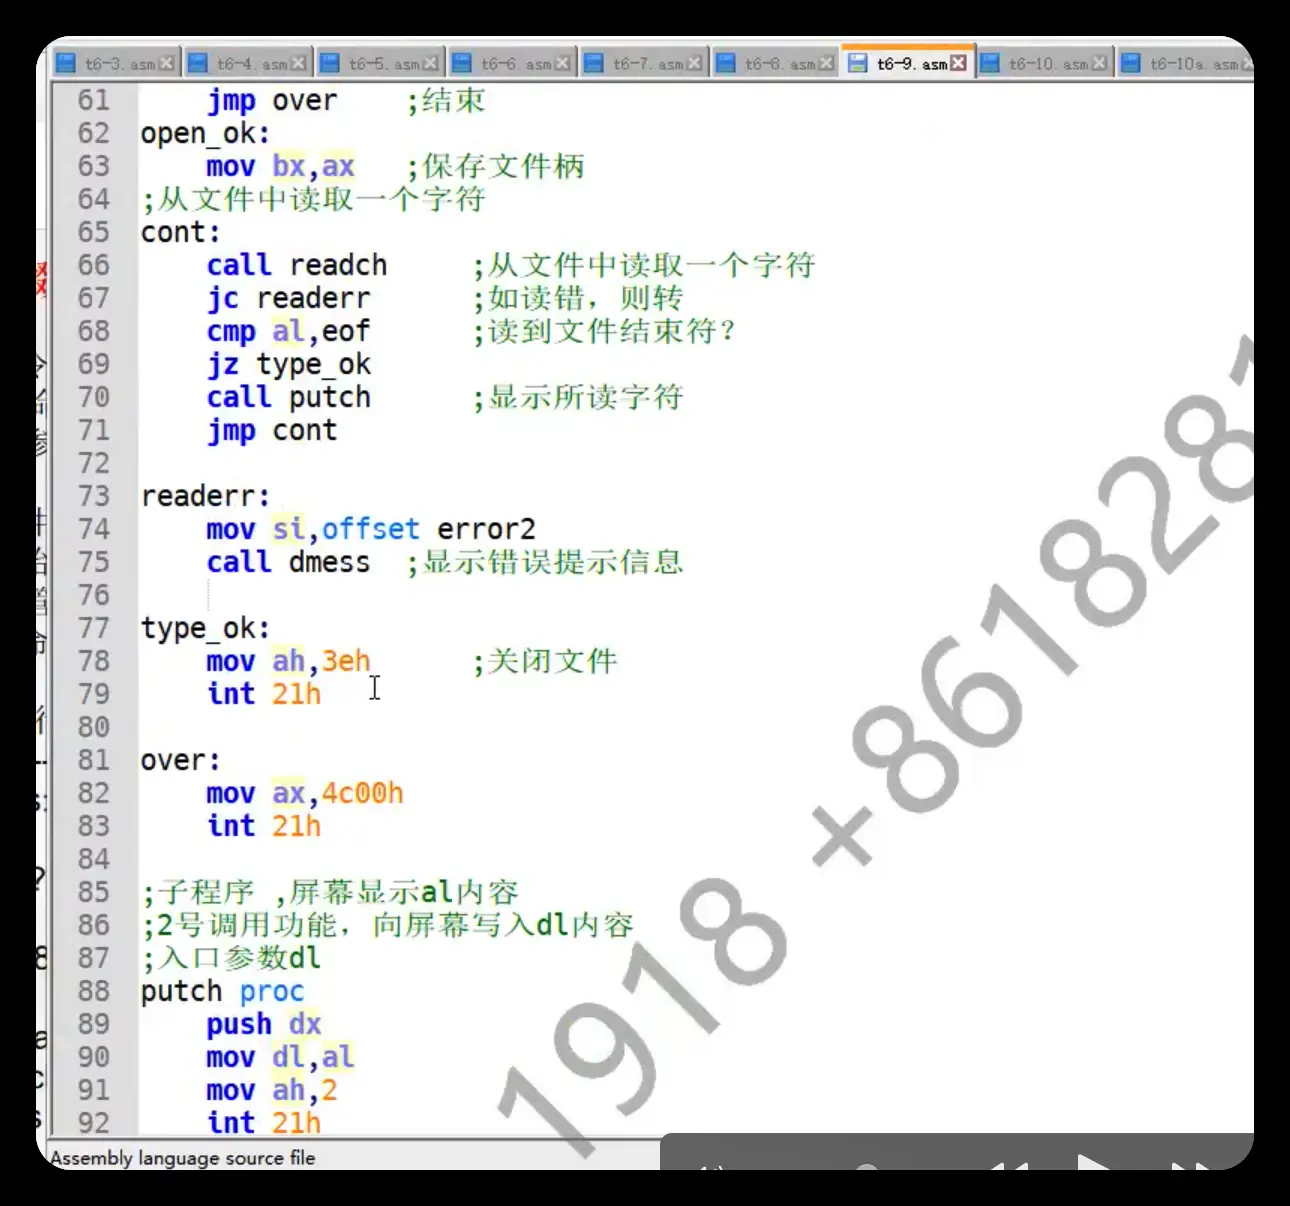 t6-3. asm t6-4. asm t6-5. asm t6-6. asm t6-7. asm t6-8. asm t6-9. asm t6-10. asm t6-10a. asm
61 jmp over ;结束
62 open_ok:
63 mov bx,ax ;保存文件柄
64 ;从文件中读取一个字符
65 cont:
66 call readch ;从文件中读取一个字符
67 jc readerr ;如读错，则转
68 cmp al,eof ;读到文件结束符?
69 jz type_ok
70 call putch ;显示所读字符
71 jmp cont
72
73 readerr:
74 mov si,offset error2
75 call dmess ;显示错误提示信息
76
77 type_ok:
78 mov ah,3eh ;关闭文件
79 int 21h
80
81 over:
82 mov ax,4c00h
83 int 21h
84
85 ;子程序 ,屏幕显示al内容
86 ;2号调用功能，向屏幕写入dl内容
87 ;入口参数dl
88 putch proc
89 push dx
90 mov dl,al
91 mov ah,2
92 int 21h
Assembly language source file
1918 +861828